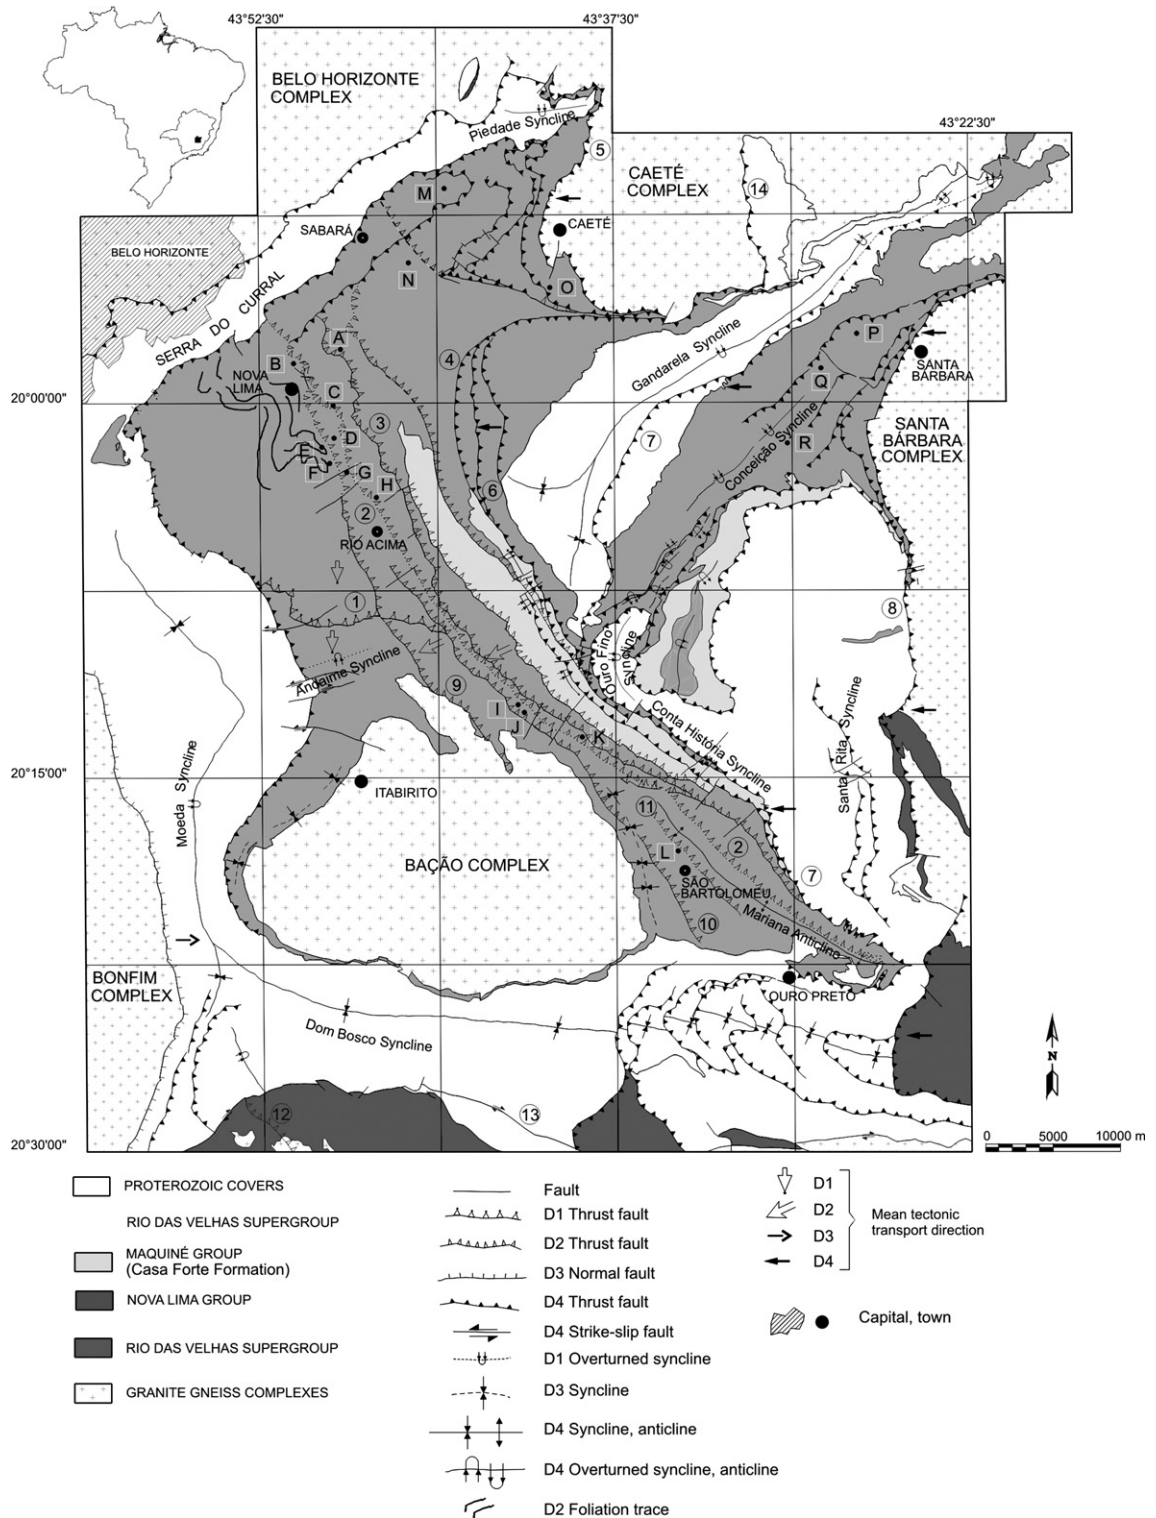 43°52'30"
43°37'30"
BELO HORIZONTE
COMPLEX
Piedade Syncline
43°22'30"
5
CAETÉ
COMPLEX
14
M
SABARÁ
CAETÉ
BELO HORIZONTE
N
O
SERRA DO CURRAL
A
B
4
P
Gandarela Syncline
NOVA
LIMA
C
Q
SANTA
BÁRBARA
20°00'00"
3
D
7
R
SANTA
BÁRBARA
COMPLEX
E
F
G
H
6
Conceição Syncline
2
RIO ACIMA
1
8
Andaime Syncline
Ouro Fino
Syncline
9
I
J
K
Conta História Syncline
Santa Rita Syncline
Moeda Syncline
20°15'00"
ITABIRITO
11
BAÇÃO COMPLEX
L
2
SÃO
BARTOLOMEU
7
10
Mariana Anticline
BONFIM
COMPLEX
OURO PRETO
Dom Bosco Syncline
N
12
13
20°30'00"
0 5000 10000 m
PROTEROZOIC COVERS
RIO DAS VELHAS SUPERGROUP
MAQUINÉ GROUP
(Casa Forte Formation)
NOVA LIMA GROUP
RIO DAS VELHAS SUPERGROUP
GRANITE GNEISS COMPLEXES
Fault
D1 Thrust fault
D2 Thrust fault
D3 Normal fault
D4 Thrust fault
D4 Strike-slip fault
D1 Overturned syncline
D3 Syncline
D4 Syncline, anticline
D4 Overturned syncline, anticline
D2 Foliation trace
D1
D2
D3
D4
Mean tectonic
transport direction
Capital, town